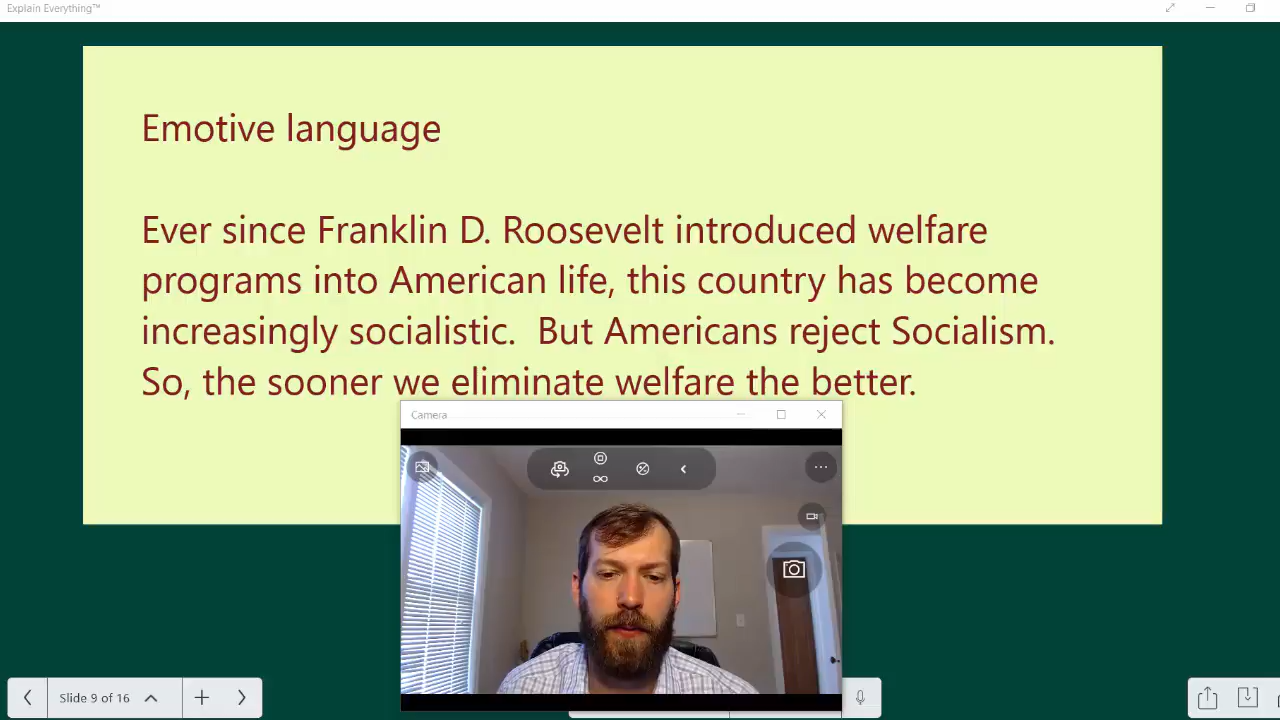 Explain Everything™
Emotive language
Ever since Franklin D. Roosevelt introduced welfare
programs into American life, this country has become
increasingly socialistic.  But Americans reject Socialism.
So, the sooner we eliminate welfare the better.
Camera
Slide 9 of 16